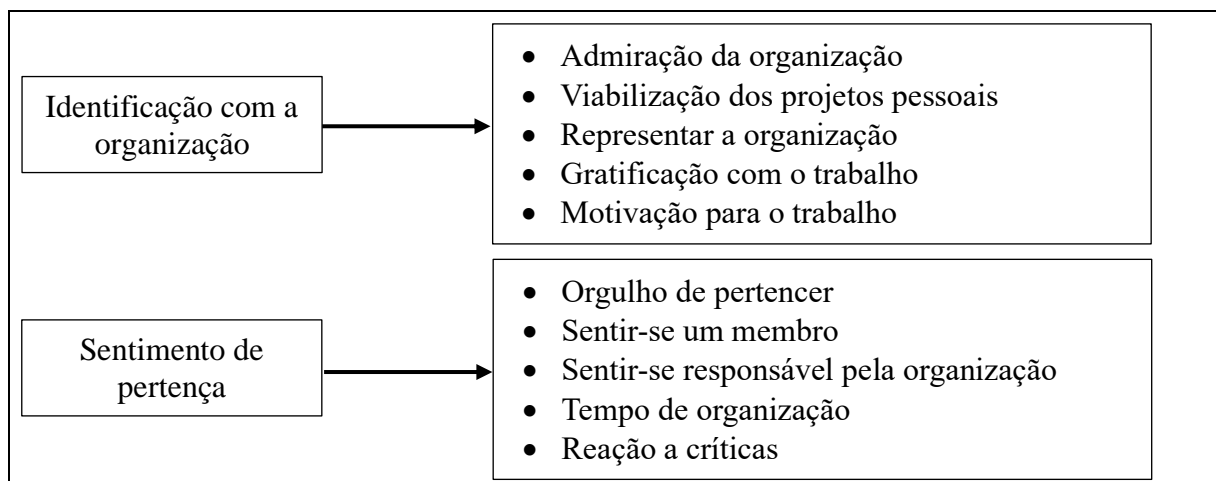 Identificação com a
organização
• Admiração da organização
• Viabilização dos projetos pessoais
• Representar a organização
• Gratificação com o trabalho
• Motivação para o trabalho
Sentimento de
pertença
• Orgulho de pertencer
• Sentir-se um membro
• Sentir-se responsável pela organização
• Tempo de organização
• Reação a críticas